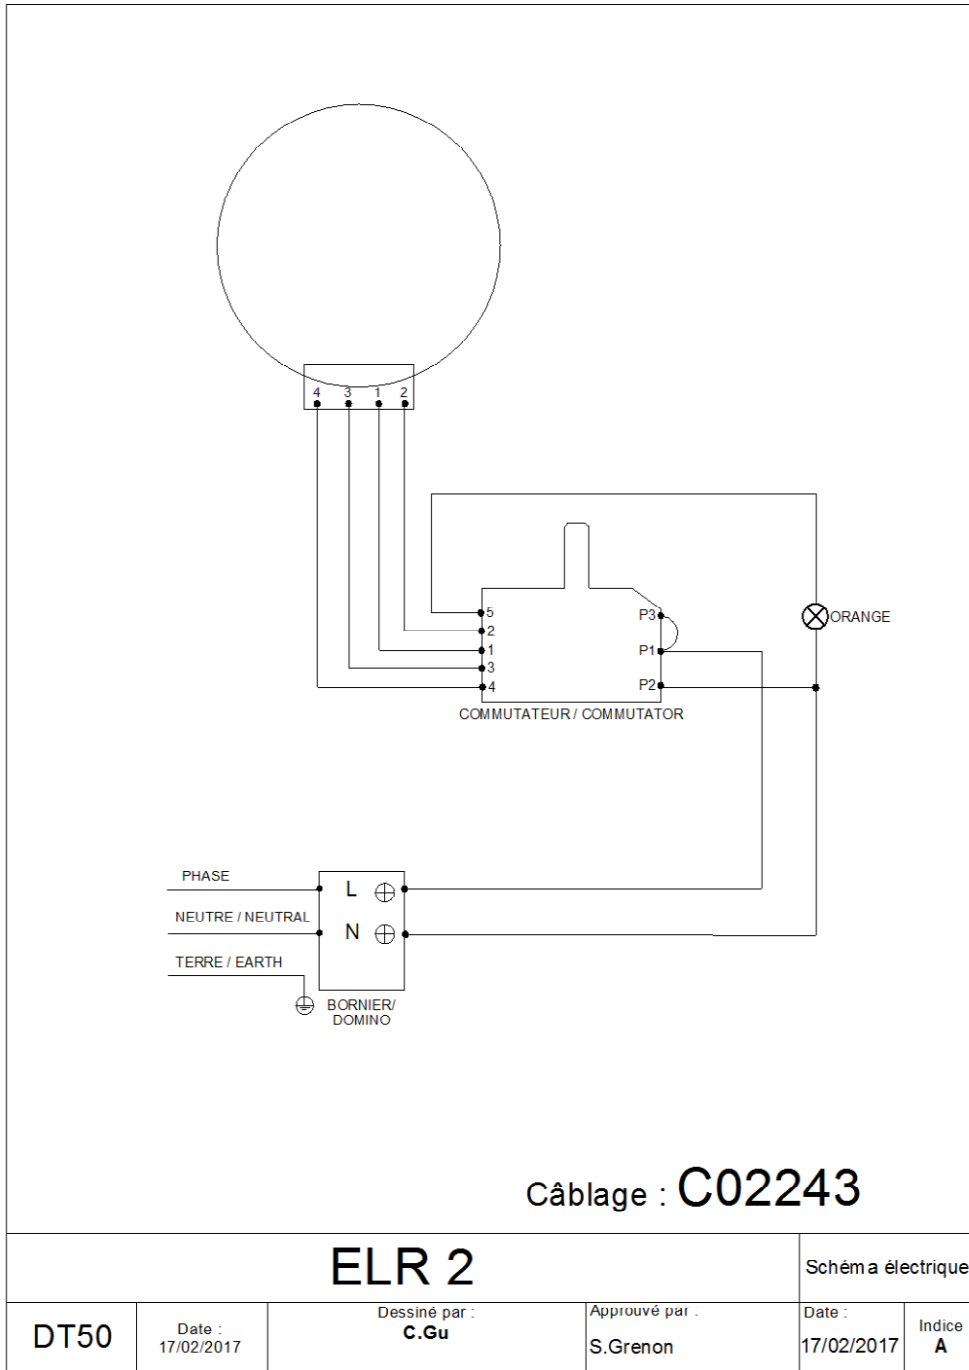 4 3 1 2
5
2
1
3
4
P3
P1
P2
ORANGE
COMMUTATEUR / COMMUTATOR
PHASE
L
NEUTRE / NEUTRAL
N
TERRE / EARTH
BORNIER/
DOMINO
Câblage : C02243
ELR 2
Schéma électrique
DT50
Date :
17/02/2017
Dessiné par :
C.Gu
Approuvé par :
S.Grenon
Date :
17/02/2017
Indice
A